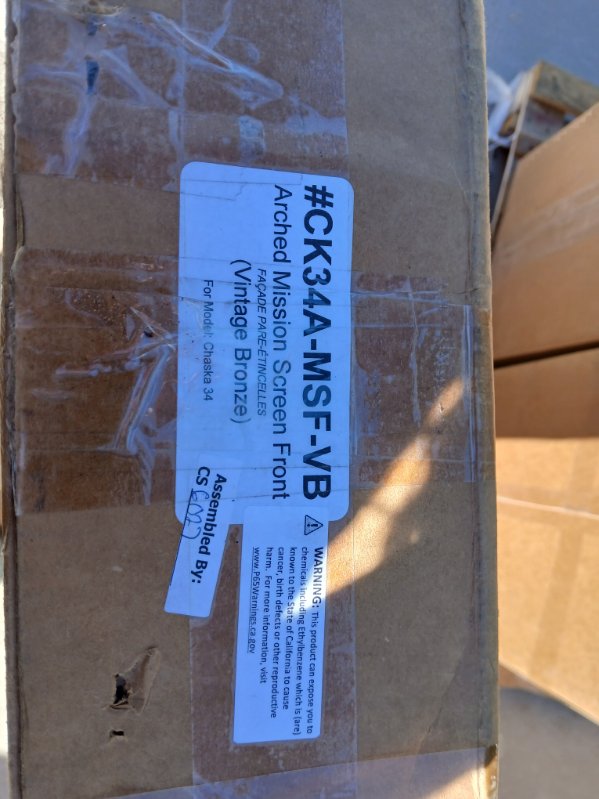 #CK34A-MSF-VB
Arched Mission Screen Front
FAÇADE PARE-ÉTINCELLES
(Vintage Bronze)
For Model: Chaska 34
Assembled By:
CS
WARNING: This product can expose you to
chemicals including Ethylbenzene which is (are)
known to the State of California to cause
cancer, birth defects or other reproductive
harm. For more information, visit
www.P65Warnings.ca.gov